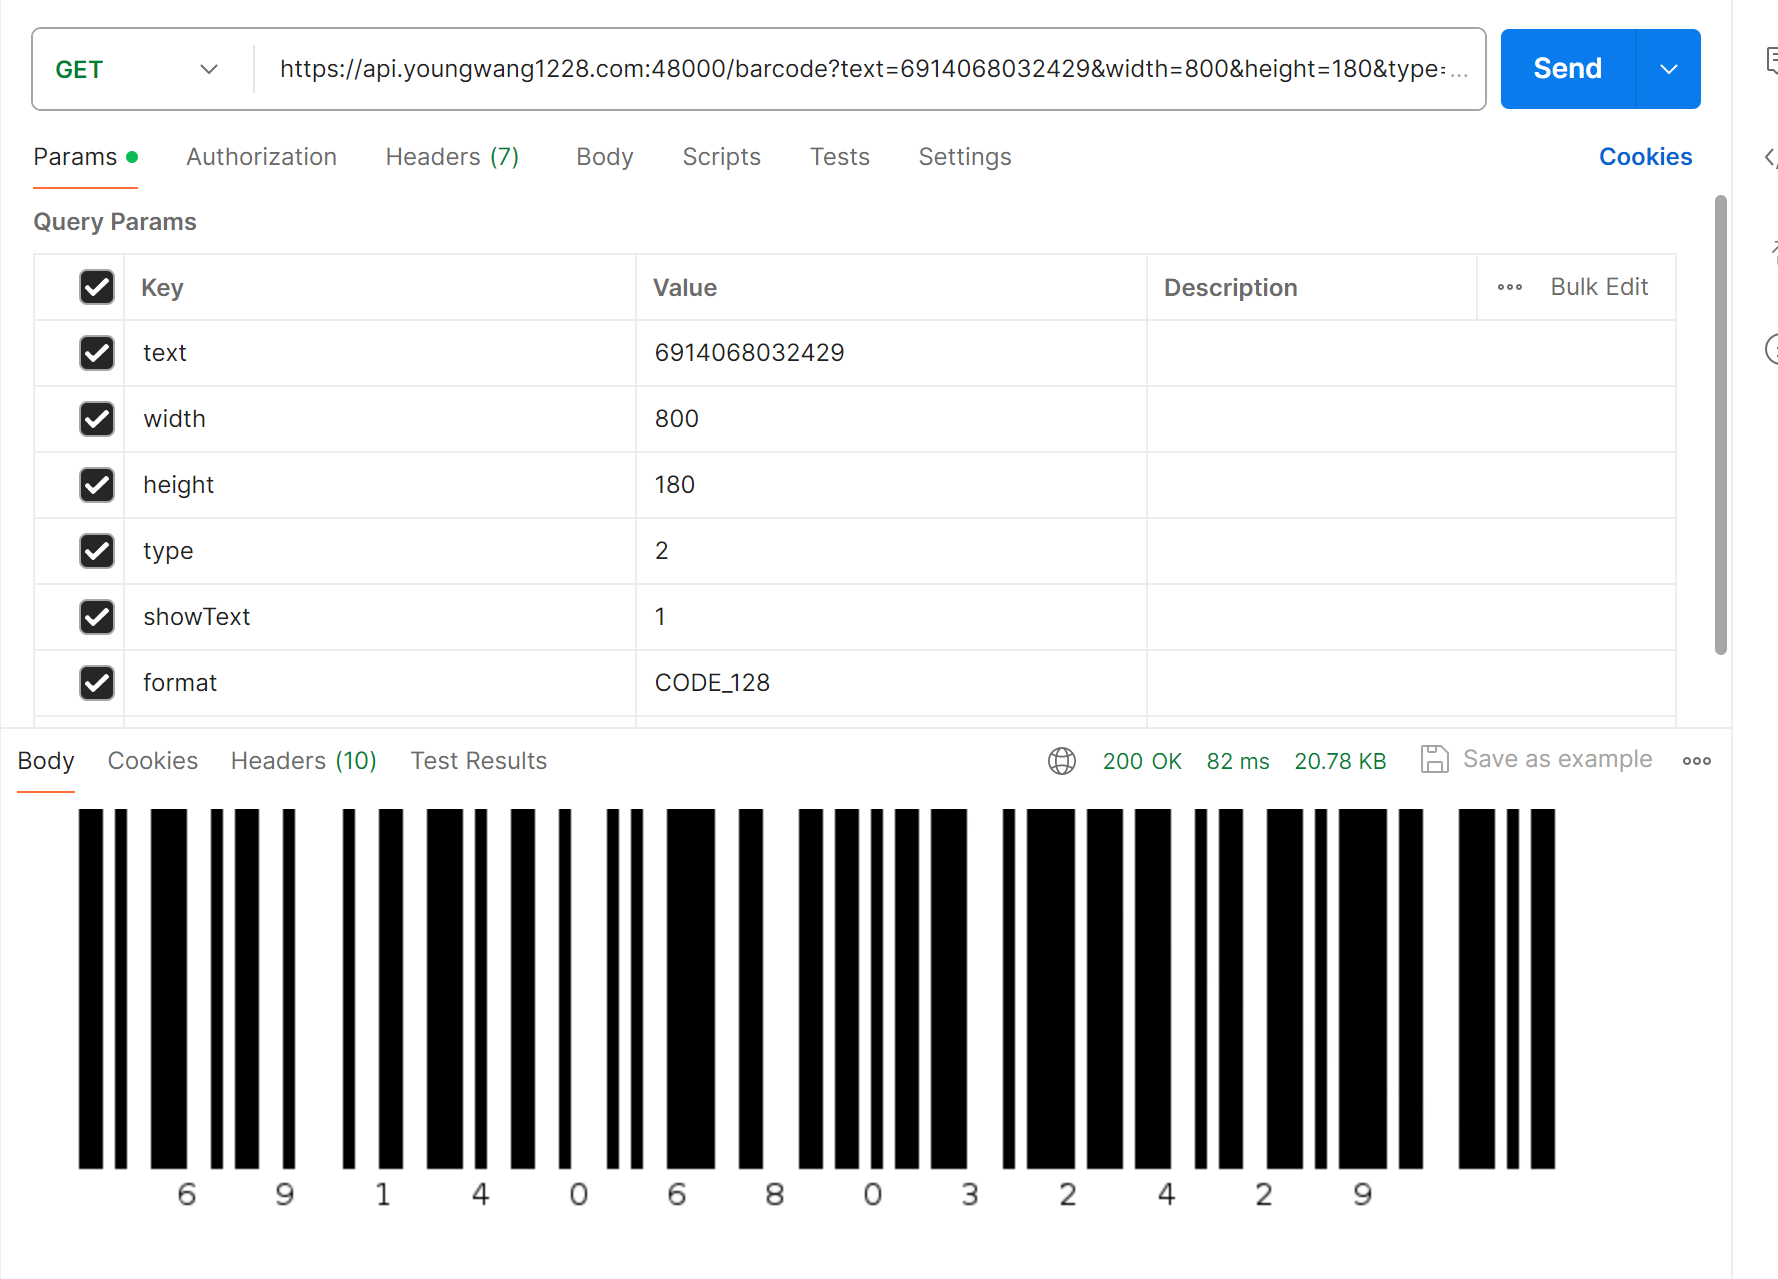 GET https://api.youngwang1228.com:48000/barcode?text=6914068032429&width=800&height=180&type=... Send
Params Authorization Headers (7) Body Scripts Tests Settings Cookies
Query Params
Key Value Description Bulk Edit
text 6914068032429
width 800
height 180
type 2
showText 1
format CODE_128
Body Cookies Headers (10) Test Results 200 OK 82 ms 20.78 KB Save as example
6 9 1 4 0 6 8 0 3 2 4 2 9